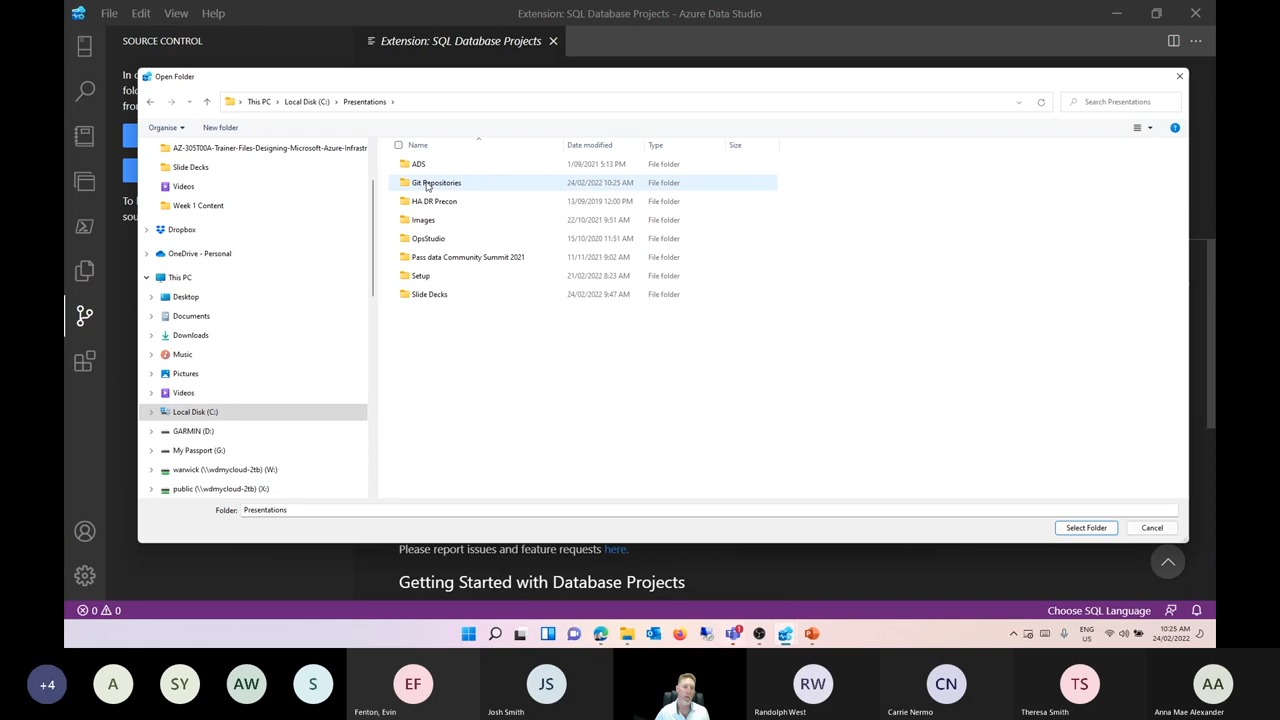 File Edit View Help
Extension: SQL Database Projects - Azure Data Studio
SOURCE CONTROL
Extension: SQL Database Projects
Open Folder
This PC › Local Disk (C:) › Presentations ›
Search Presentations
Organise
New folder
Name Date modified Type Size
AZ-305T00A-Trainer-Files-Designing-Microsoft-Azure-Infrastr
Slide Decks
Videos
Week 1 Content
Dropbox
OneDrive - Personal
This PC
Desktop
Documents
Downloads
Music
Pictures
Videos
Local Disk (C:)
GARMIN (D:)
My Passport (G:)
warwick (\\wdmycloud-2tb) (W:)
public (\\wdmycloud-2tb) (X:)
ADS 1/09/2021 5:13 PM File folder
Git Repositories 24/02/2022 10:25 AM File folder
HA DR Precon 13/09/2019 12:00 PM File folder
Images 22/10/2021 9:51 AM File folder
OpsStudio 15/10/2020 11:51 AM File folder
Pass data Community Summit 2021 11/11/2021 9:02 AM File folder
Setup 21/02/2022 8:23 AM File folder
Slide Decks 24/02/2022 9:47 AM File folder
Folder: Presentations
Select Folder Cancel
Please report issues and feature requests here.
Getting Started with Database Projects
0 0
Choose SQL Language
ENG
US
10:25 AM
24/02/2022
+4 A SY AW S EF JS RW CN TS AA
Fenton, Evin Josh Smith Randolph West Carrie Nermo Theresa Smith Anna Mae Alexander